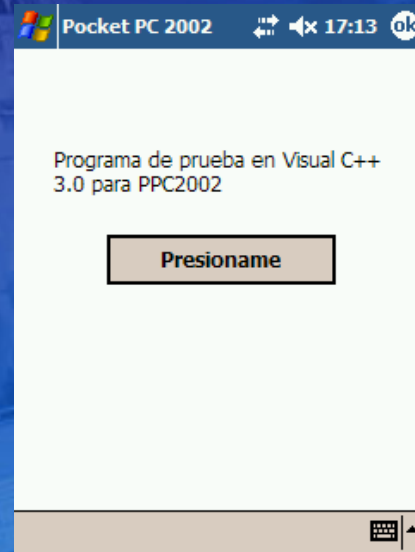 Pocket PC 2002 17:13 ok
Programa de prueba en Visual C++
3.0 para PPC2002
Presioname